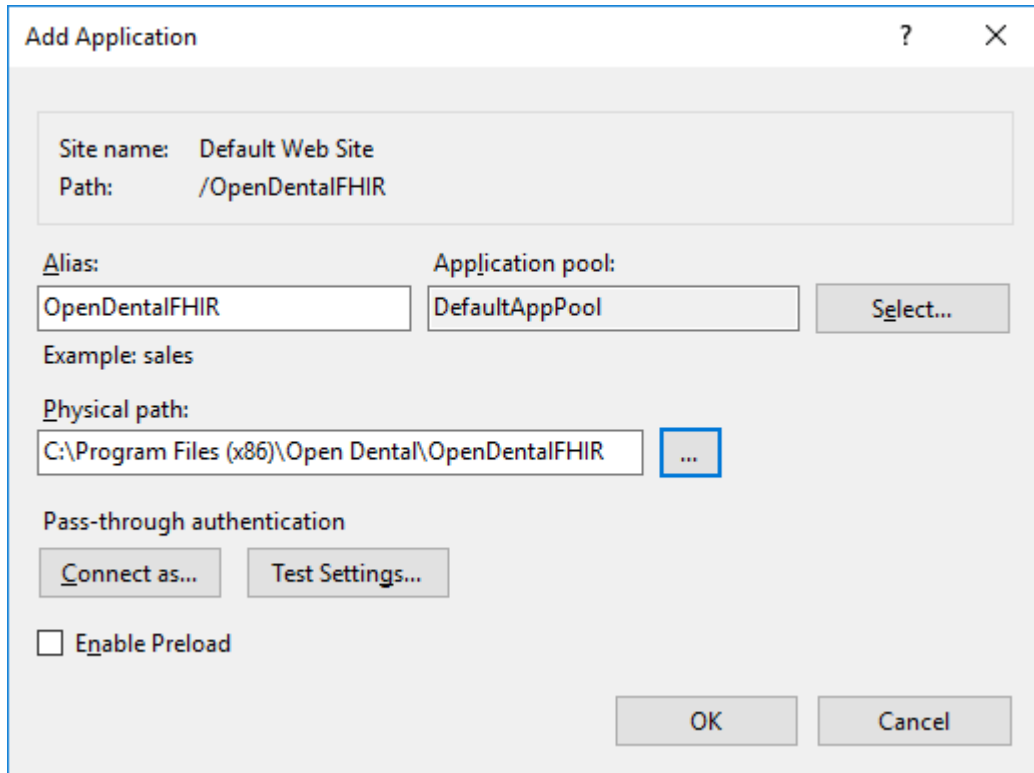 Add Application ?
Site name: Default Web Site
Path: /OpenDentalFHIR
Alias: Application pool:
OpenDentalFHIR DefaultAppPool Select...
Example: sales
Physical path:
C:\Program Files (x86)\Open Dental\OpenDentalFHIR ...
Pass-through authentication
Connect as... Test Settings...
Enable Preload
OK Cancel